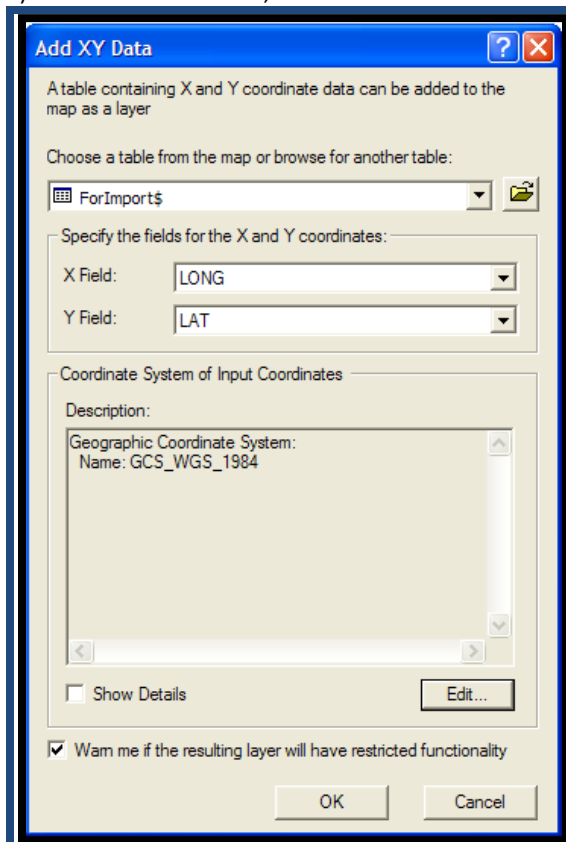 Add XY Data
A table containing X and Y coordinate data can be added to the
map as a layer
Choose a table from the map or browse for another table:
ForImport$
Specify the fields for the X and Y coordinates:
X Field:
LONG
Y Field:
LAT
Coordinate System of Input Coordinates
Description:
Geographic Coordinate System:
Name: GCS_WGS_1984
Show Details
Edit...
Warn me if the resulting layer will have restricted functionality
OK
Cancel